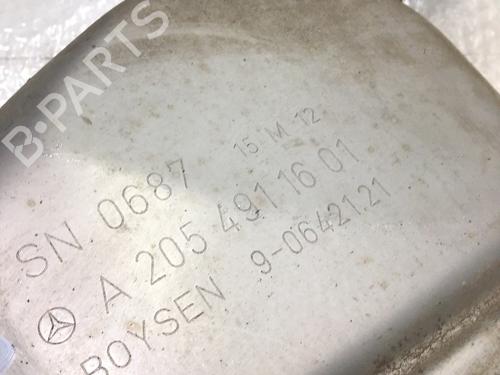 B-PARTS
SN 0687 15 M 12
A 205 491 16 01
BOYSEN 9-06421.21